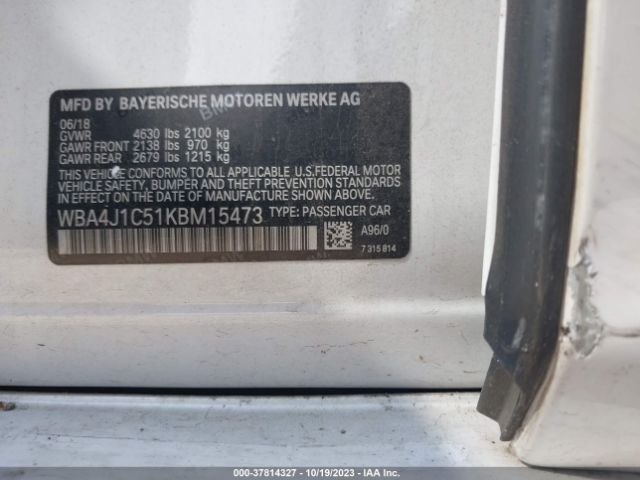 MFD BY BAYERISCHE MOTOREN WERKE AG
06/18
GVWR 4630 lbs 2100 kg
GAWR FRONT 2138 lbs 970 kg
GAWR REAR 2679 lbs 1215 kg
THIS VEHICLE CONFORMS TO ALL APPLICABLE U.S.FEDERAL MOTOR
VEHICLE SAFETY, BUMPER AND THEFT PREVENTION STANDARDS
IN EFFECT ON THE DATE OF MANUFACTURE SHOWN ABOVE.
WBA4J1C51KBM15473 TYPE: PASSENGER CAR
A96/0
7 315 814
000-37814327 - 10/19/2023 - IAA Inc.